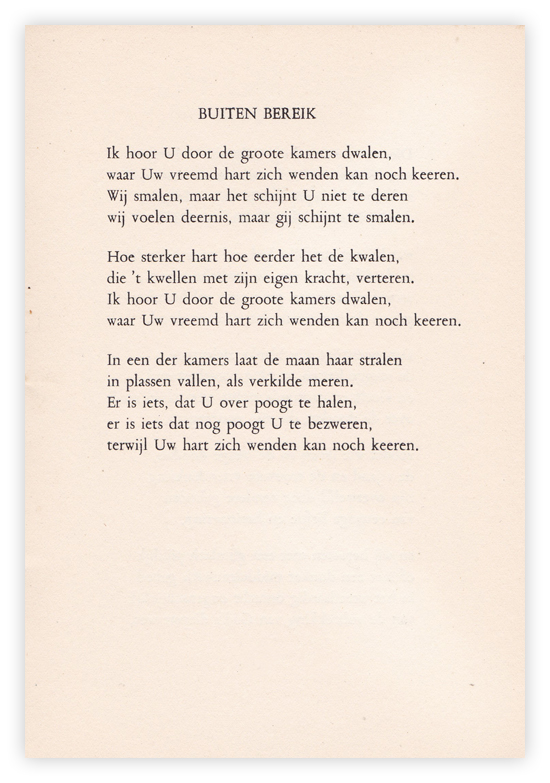 BUITEN BEREIK
Ik hoor U door de groote kamers dwalen,
waar Uw vreemd hart zich wenden kan noch keeren.
Wij smalen, maar het schijnt U niet te deren
wij voelen deernis, maar gij schijnt te smalen.
Hoe sterker hart hoe eerder het de kwalen,
die 't kwellen met zijn eigen kracht, verteren.
Ik hoor U door de groote kamers dwalen,
waar Uw vreemd hart zich wenden kan noch keeren.
In een der kamers laat de maan haar stralen
in plassen vallen, als verkilde meren.
Er is iets, dat U over poogt te halen,
er is iets dat nog poogt U te bezweren,
terwijl Uw hart zich wenden kan noch keeren.